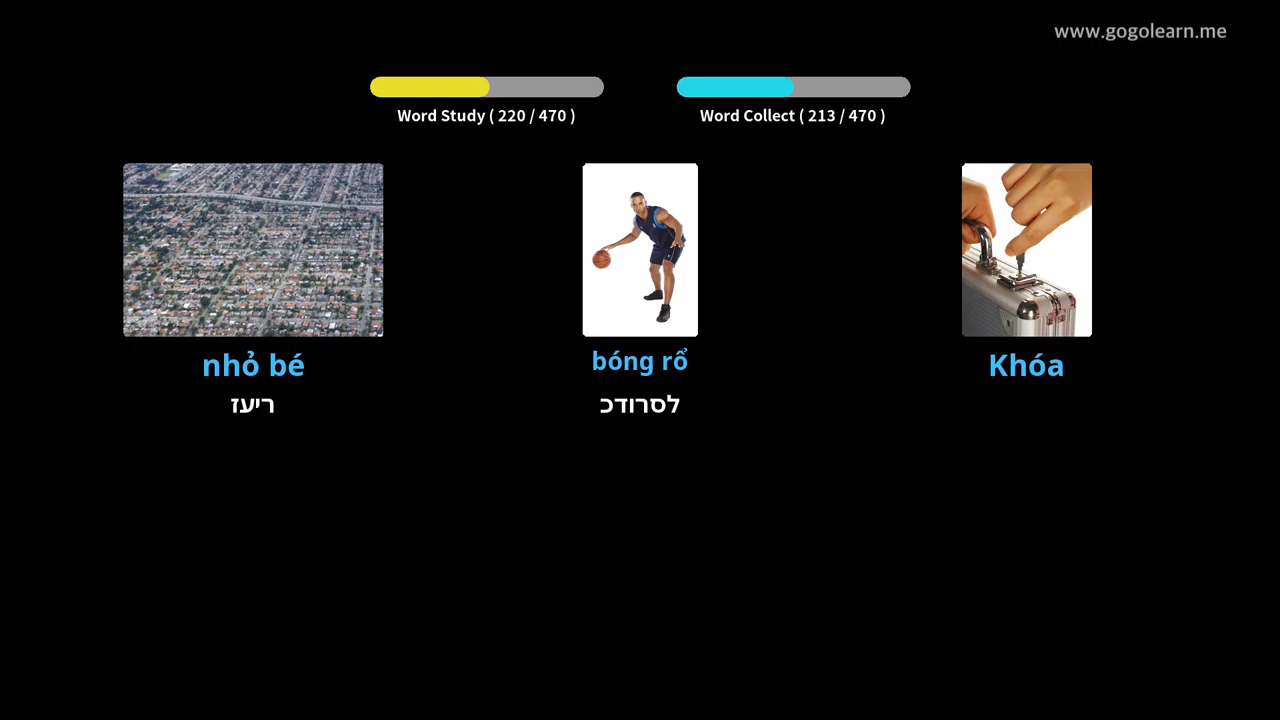 www.gogolearn.me
Word Study ( 220 / 470 )
Word Collect ( 213 / 470 )
nhỏ bé
ריעז
bóng rổ
לסרודכ
Khóa